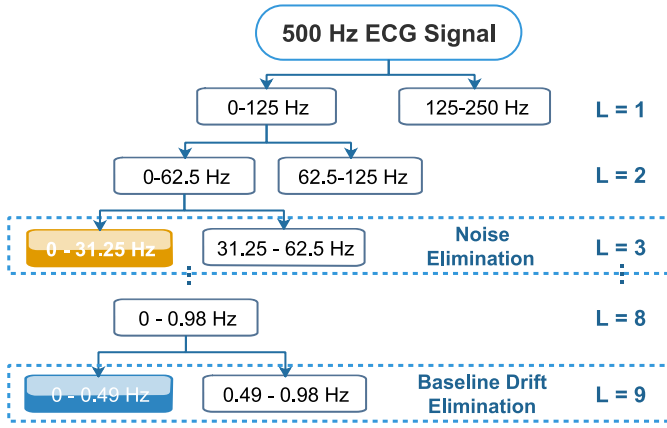 500 Hz ECG Signal
0-125 Hz
125-250 Hz
L = 1
0-62.5 Hz
62.5-125 Hz
L = 2
0 - 31.25 Hz
31.25 - 62.5 Hz
Noise
Elimination
L = 3
0 - 0.98 Hz
L = 8
0 - 0.49 Hz
0.49 - 0.98 Hz
Baseline Drift
Elimination
L = 9